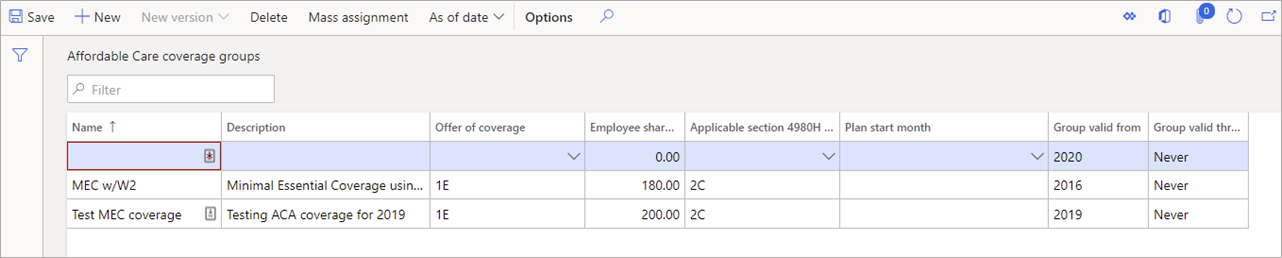 Save New New version Delete Mass assignment As of date Options 0
Affordable Care coverage groups
Filter
Name ↑ Description Offer of coverage Employee shar... Applicable section 4980H ... Plan start month Group valid from Group valid thr...
0.00 2020 Never
MEC w/W2 Minimal Essential Coverage usin... 1E 180.00 2C 2016 Never
Test MEC coverage Testing ACA coverage for 2019 1E 200.00 2C 2019 Never